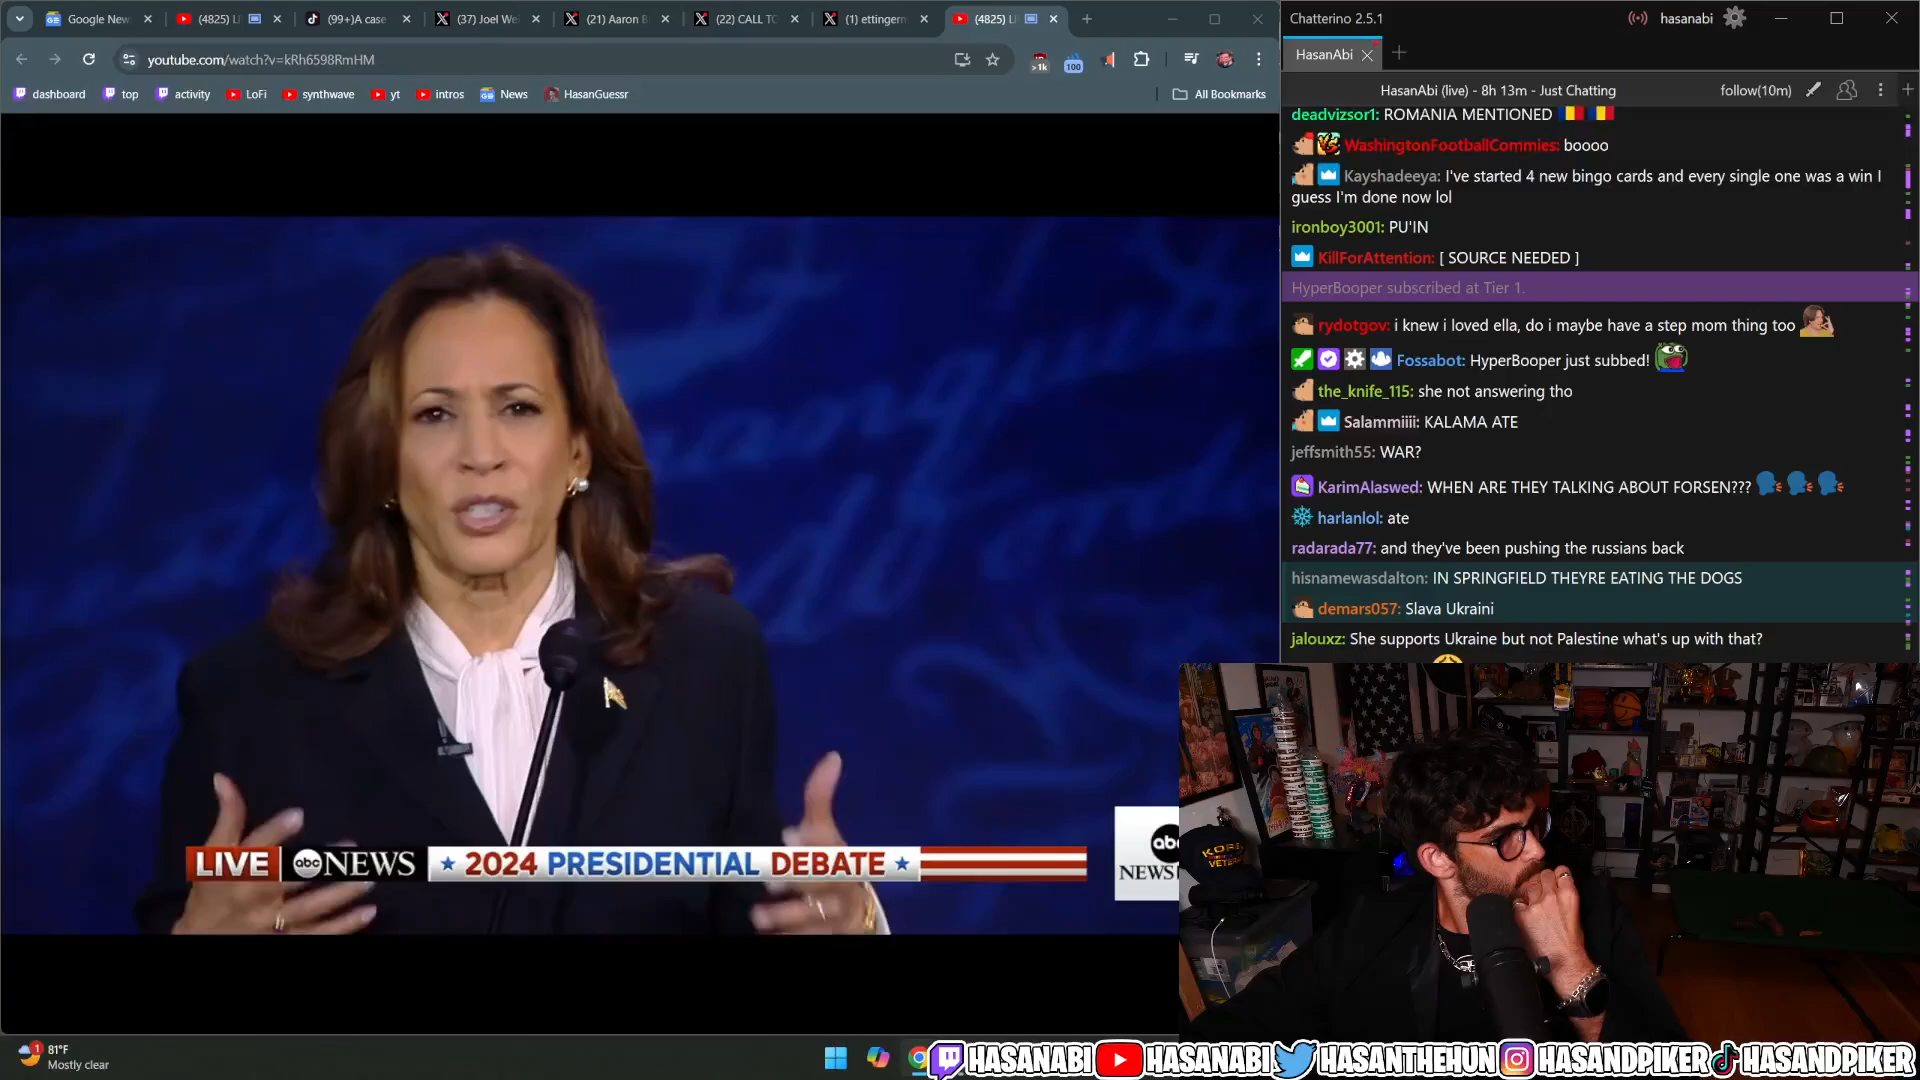 Google New
(4825) LI
(99+)A case
(37) Joel We
(21) Aaron B
(22) CALL TO
(1) ettingerm
(4825) LI
youtube.com/watch?v=kRh6598RmHM
>1k
100
dashboard
top
activity
LoFi
synthwave
yt
intros
News
HasanGuessr
All Bookmarks
LIVE
abc NEWS
2024 PRESIDENTIAL DEBATE
abc
NEWS
1
81°F
Mostly clear
Chatterino 2.5.1
hasanabi
HasanAbi
HasanAbi (live) - 8h 13m - Just Chatting
follow(10m)
deadvizsor1: ROMANIA MENTIONED
WashingtonFootballCommies: boooo
Kayshadeeya: I've started 4 new bingo cards and every single one was a win I
guess I'm done now lol
ironboy3001: PU'IN
KillForAttention: [ SOURCE NEEDED ]
HyperBooper subscribed at Tier 1.
rydotgov: i knew i loved ella, do i maybe have a step mom thing too
Fossabot: HyperBooper just subbed!
the_knife_115: she not answering tho
Salammiiii: KALAMA ATE
jeffsmith55: WAR?
KarimAlaswed: WHEN ARE THEY TALKING ABOUT FORSEN???
harlanlol: ate
radarada77: and they've been pushing the russians back
hisnamewasdalton: IN SPRINGFIELD THEYRE EATING THE DOGS
demars057: Slava Ukraini
jalouxz: She supports Ukraine but not Palestine what's up with that?
HASANABI
HASANABI
HASANTHEHUN
HASANDPIKER
HASANDPIKER